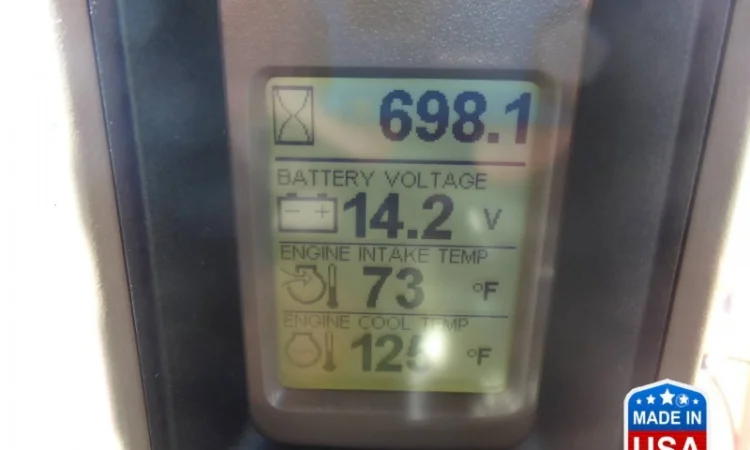 698.1
BATTERY VOLTAGE
14.2 V
ENGINE INTAKE TEMP
73 °F
ENGINE COOL TEMP
125 °F
MADE IN
USA